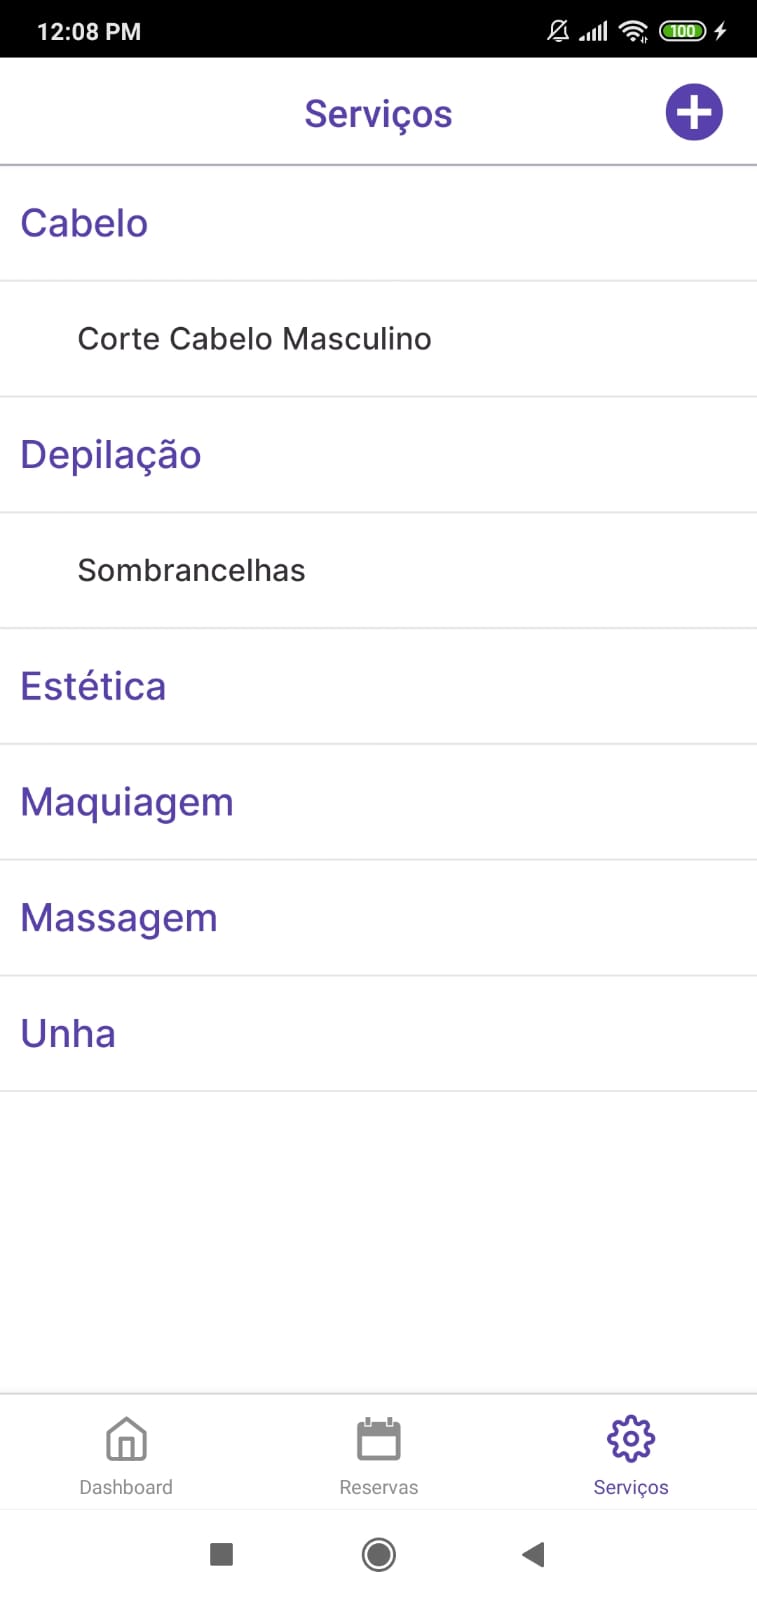 12:08 PM
100
Serviços
Cabelo
Corte Cabelo Masculino
Depilação
Sombrancelhas
Estética
Maquiagem
Massagem
Unha
Dashboard
Reservas
Serviços